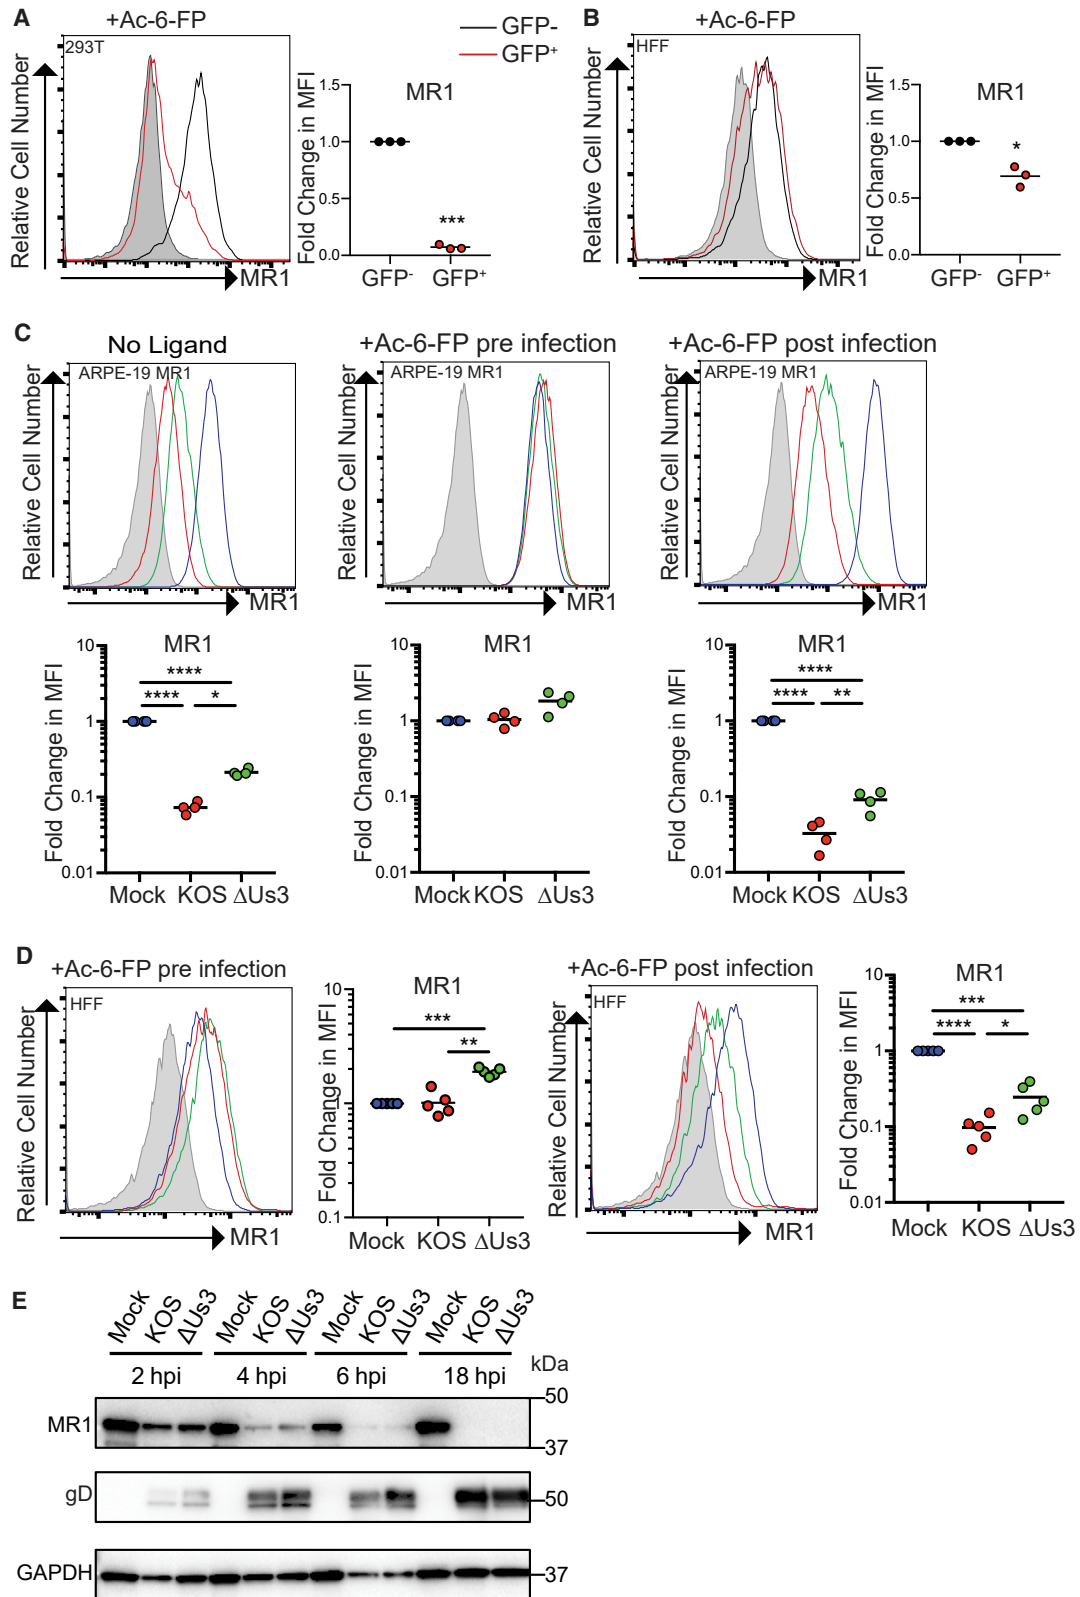 A
+Ac-6-FP
293T
Relative Cell Number
MR1
GFP-
GFP+
MR1
Fold Change in MFI
1.5
1.0
0.5
0.0
***
GFP-
GFP+
B
+Ac-6-FP
HFF
Relative Cell Number
MR1
MR1
Fold Change in MFI
1.5
1.0
0.5
0.0
*
GFP-
GFP+
C
No Ligand
ARPE-19 MR1
Relative Cell Number
MR1
+Ac-6-FP pre infection
ARPE-19 MR1
Relative Cell Number
MR1
+Ac-6-FP post infection
ARPE-19 MR1
Relative Cell Number
MR1
MR1
Fold Change in MFI
10
1
0.1
0.01
****
**** *
Mock KOS ΔUs3
MR1
Fold Change in MFI
10
1
0.1
0.01
Mock KOS ΔUs3
MR1
Fold Change in MFI
10
1
0.1
0.01
****
**** **
Mock KOS ΔUs3
D
+Ac-6-FP pre infection
HFF
Relative Cell Number
MR1
MR1
Fold Change in MFI
10
1
0.1
***
**
Mock KOS ΔUs3
+Ac-6-FP post infection
HFF
Relative Cell Number
MR1
MR1
Fold Change in MFI
10
1
0.1
0.01
***
**** *
Mock KOS ΔUs3
E
Mock KOS ΔUs3 Mock KOS ΔUs3 Mock KOS ΔUs3 Mock KOS ΔUs3
2 hpi 4 hpi 6 hpi 18 hpi
kDa
MR1
50
37
gD
50
GAPDH
37